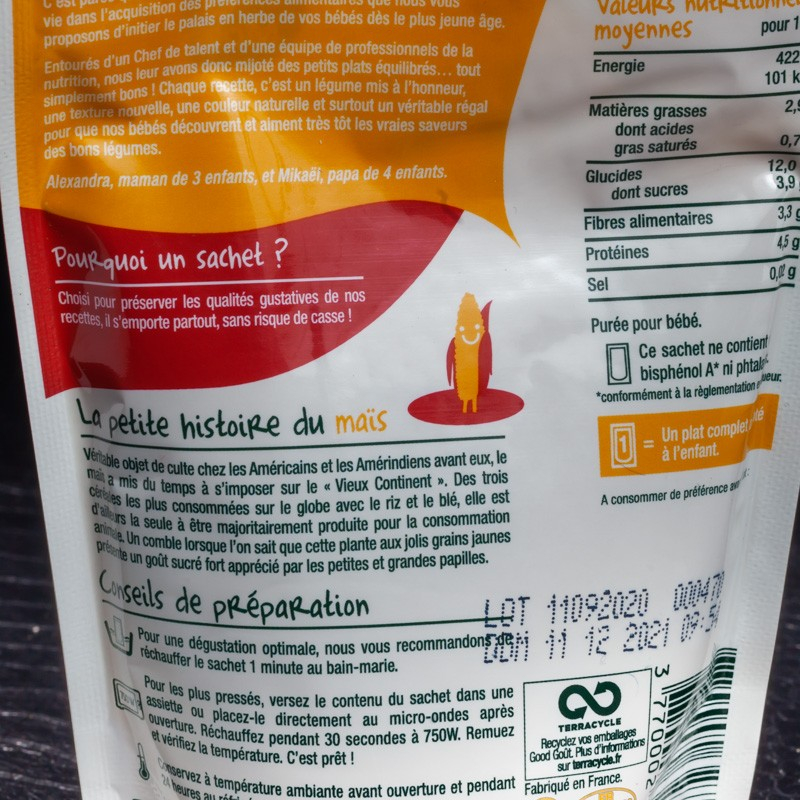 C'est
vie dans l'acquisition des préférences alimentaires que nous vous
proposons d'initier le palais en herbe de vos bébés dès le plus jeune âge.
Entourés d'un Chef de talent et d'une équipe de professionnels de la
nutrition, nous leur avons donc mijoté des petits plats équilibrés... tout
simplement bons ! Chaque recette, c'est un légume mis à l'honneur,
une texture nouvelle, une couleur naturelle et surtout un véritable régal
pour que nos bébés découvrent et aiment très tôt les vraies saveurs
des bons légumes.
Alexandra, maman de 3 enfants, et Mikaël, papa de 4 enfants.
Pourquoi un sachet ?
Choisi pour préserver les qualités gustatives de nos
recettes, il s'emporte partout, sans risque de casse !
La petite histoire du maïs
Véritable objet de culte chez les Américains et les Amérindiens avant eux, le
maïs a mis du temps à s'imposer sur le « Vieux Continent ». Des trois
céréales les plus consommées sur le globe avec le riz et le blé, elle est
d'ailleurs la seule à être majoritairement produite pour la consommation
animale. Un comble lorsque l'on sait que cette plante aux jolis grains jaunes
présente un goût sucré fort apprécié par les petites et grandes papilles.
Conseils de préparation
Pour une dégustation optimale, nous vous recommandons de
réchauffer le sachet 1 minute au bain-marie.
Pour les plus pressés, versez le contenu du sachet dans une
assiette ou placez-le directement au micro-ondes après
ouverture. Réchauffez pendant 30 secondes à 750W. Remuez
et vérifiez la température. C'est prêt !
Conservez à température ambiante avant ouverture et pendant
24 heures au
Valeurs nutritionnelles
moyennes pour 1
Energie 422
101 k
Matières grasses 2,9
dont acides
gras saturés 0,7
Glucides 12,0
dont sucres 3,9
Fibres alimentaires 3,3 g
Protéines 4,5 g
Sel 0,02 g
Purée pour bébé.
Ce sachet ne contient
bisphénol A* ni phtala
*conformément à la règlementation en vigueur.
1 = Un plat complet
à l'enfant.
A consommer de préférence
LOT 11092020 00047
DDM 11 12 2021 09:54
TERRACYCLE
Recyclez vos emballages
Good Goût. Plus d'informations
sur terracycle.fr
Fabriqué en France.
3 770002